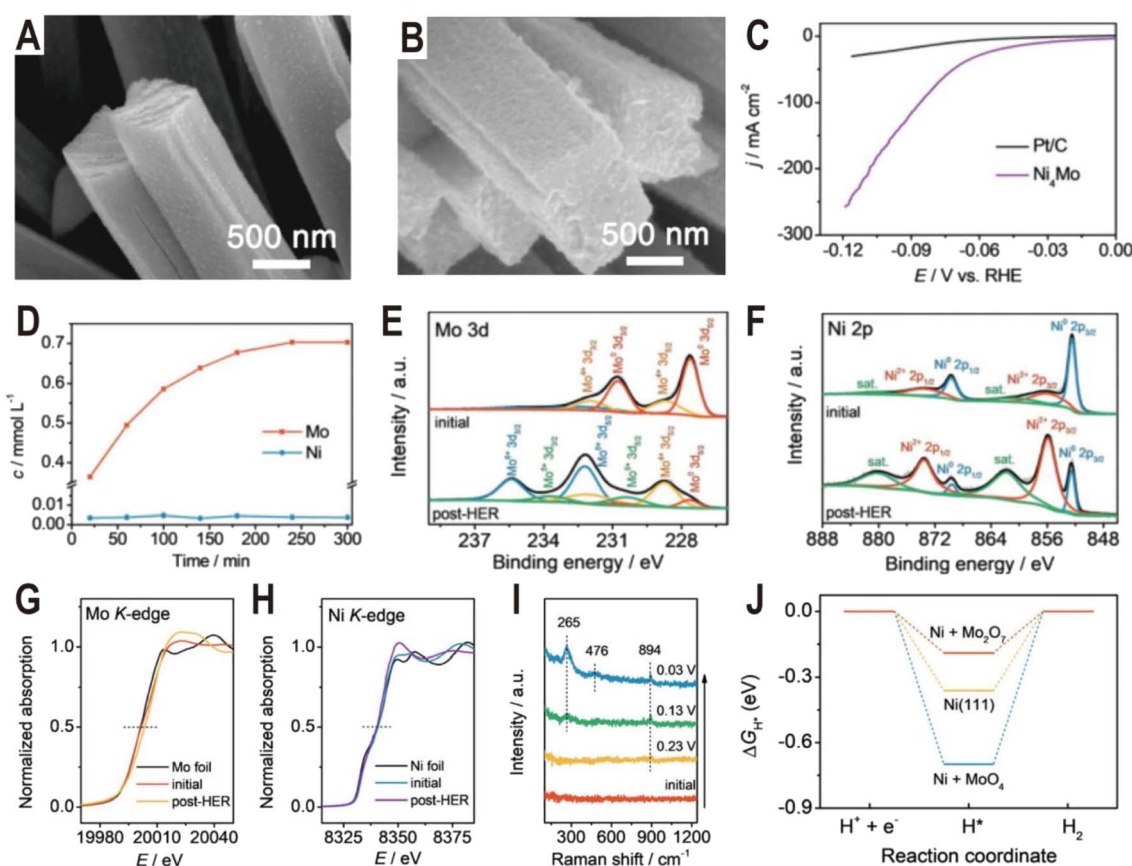 A
500 nm
B
500 nm
C
0
-100
-200
-300
j / mA cm⁻²
Pt/C
Ni₄Mo
-0.12 -0.09 -0.06 -0.03 0.00
E / V vs. RHE
D
0.7
0.6
0.5
0.4
0.01
0.00
c / mmol L⁻¹
Mo
Ni
0 50 100 150 200 250 300
Time / min
E
Mo 3d
Mo⁴⁺ 3d₃/₂
Mo⁰ 3d₃/₂
Mo⁴⁺ 3d₅/₂
Mo⁰ 3d₅/₂
initial
Mo⁶⁺ 3d₃/₂
Mo⁵⁺ 3d₃/₂
Mo⁶⁺ 3d₅/₂
Mo⁵⁺ 3d₅/₂
Mo⁴⁺ 3d₅/₂
Mo⁰ 3d₅/₂
post-HER
Intensity / a.u.
237 234 231 228
Binding energy / eV
F
Ni 2p
sat.
Ni²⁺ 2p₁/₂
Ni⁰ 2p₁/₂
sat.
Ni²⁺ 2p₃/₂
Ni⁰ 2p₃/₂
initial
sat.
Ni²⁺ 2p₁/₂
Ni⁰ 2p₁/₂
sat.
Ni²⁺ 2p₃/₂
Ni⁰ 2p₃/₂
post-HER
Intensity / a.u.
888 880 872 864 856 848
Binding energy / eV
G
Mo K-edge
1.0
0.5
0.0
Normalized absorption
Mo foil
initial
post-HER
19980 20010 20040
E / eV
H
Ni K-edge
1.0
0.5
0.0
Normalized absorption
Ni foil
initial
post-HER
8325 8350 8375
E / eV
I
265
476
894
0.03 V
0.13 V
0.23 V
initial
Intensity / a.u.
300 600 900 1200
Raman shift / cm⁻¹
J
0.0
-0.3
-0.6
-0.9
ΔG_H* (eV)
Ni + Mo₂O₇
Ni(111)
Ni + MoO₄
H⁺ + e⁻ H* H₂
Reaction coordinate